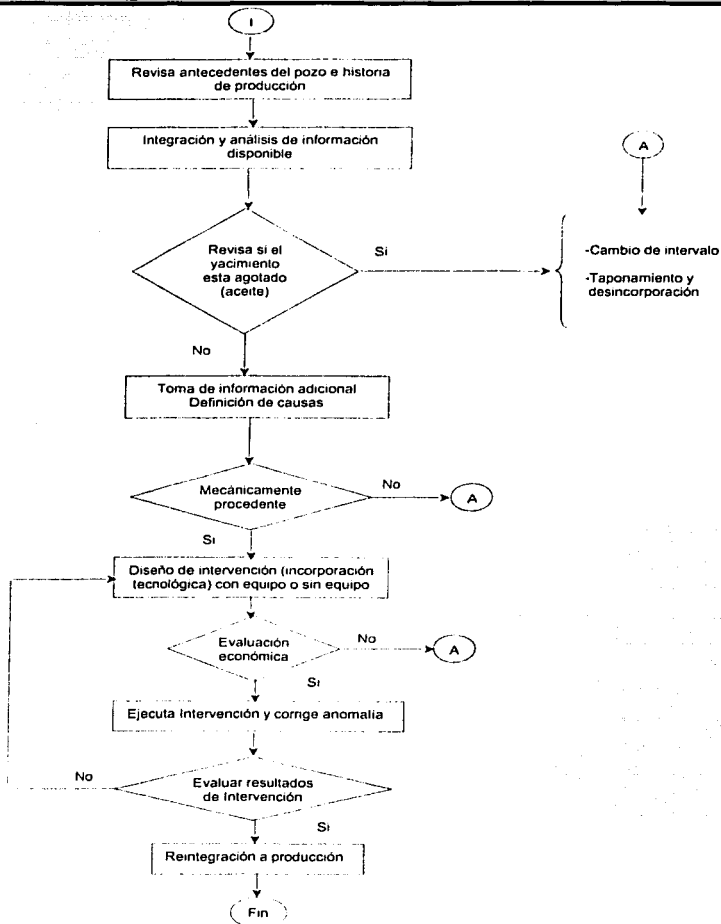 I
Revisa antecedentes del pozo e historia
de producción
Integración y análisis de información
disponible
A
Revisa si el
yacimiento
esta agotado
(aceite)
Si
-Cambio de intervalo
-Taponamiento y
desincorporación
No
Toma de información adicional
Definición de causas
Mecánicamente
procedente
No
A
Si
Diseño de intervención (incorporación
tecnológica) con equipo o sin equipo
Evaluación
económica
No
A
Si
Ejecuta Intervención y corrige anomalía
No
Evaluar resultados
de Intervención
Si
Reintegración a producción
Fin